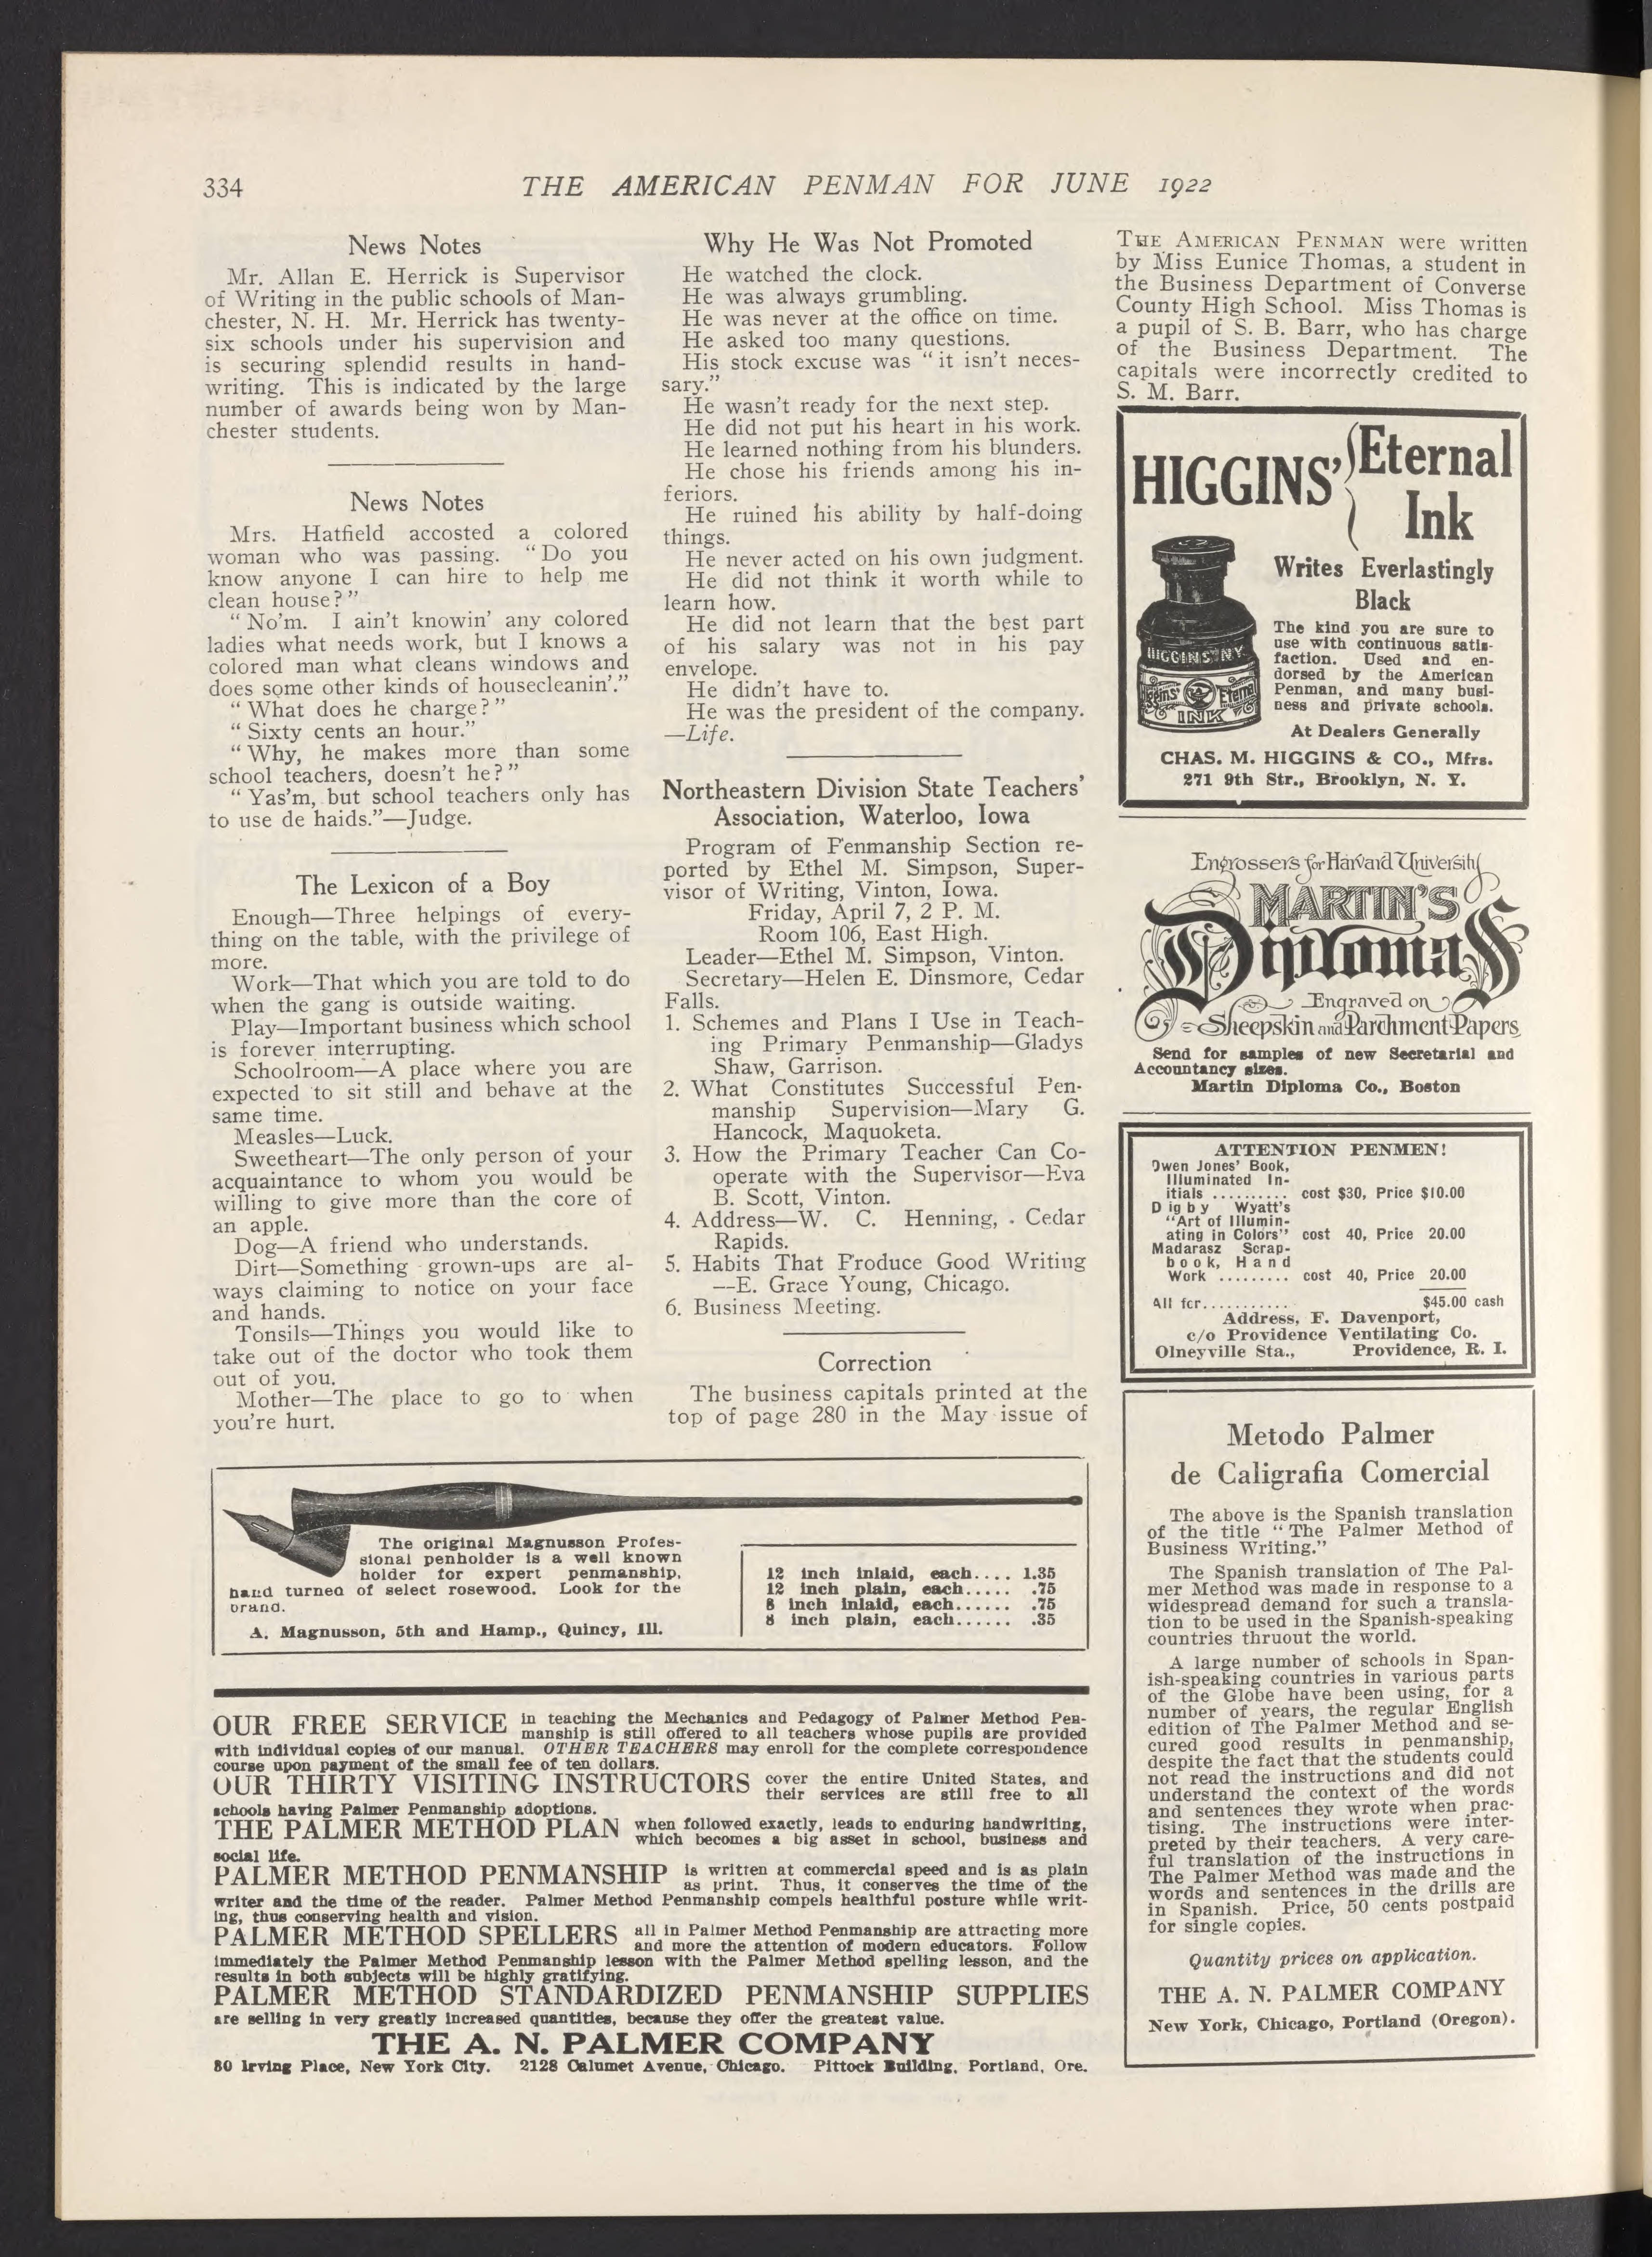 334
THE AMERICAN PENMAN FOR JUNE 1922
News Notes
Mr. Allan E. Herrick is Supervisor
of Writing in the public schools of Man-
chester, N. H. Mr. Herrick has twenty-
six schools under his supervision and
is securing splendid results in hand-
writing. This is indicated by the large
number of awards being won by Man-
chester students.
News Notes
Mrs. Hatfield accosted a colored
woman who was passing. "Do you
know anyone I can hire to help me
clean house?"
"No'm. I ain't knowin' any colored
ladies what needs work, but I knows a
colored man what cleans windows and
does some other kinds of housecleanin'."
"What does he charge?"
"Sixty cents an hour."
"Why, he makes more than some
school teachers, doesn't he?"
"Yas'm, but school teachers only has
to use de haids."—Judge.
The Lexicon of a Boy
Enough—Three helpings of every-
thing on the table, with the privilege of
more.
Work—That which you are told to do
when the gang is outside waiting.
Play—Important business which school
is forever interrupting.
Schoolroom—A place where you are
expected to sit still and behave at the
same time.
Measles—Luck.
Sweetheart—The only person of your
acquaintance to whom you would be
willing to give more than the core of
an apple.
Dog—A friend who understands.
Dirt—Something grown-ups are al-
ways claiming to notice on your face
and hands.
Tonsils—Things you would like to
take out of the doctor who took them
out of you.
Mother—The place to go to when
you're hurt.
Why He Was Not Promoted
He watched the clock.
He was always grumbling.
He was never at the office on time.
He asked too many questions.
His stock excuse was "it isn't neces-
sary."
He wasn't ready for the next step.
He did not put his heart in his work.
He learned nothing from his blunders.
He chose his friends among his in-
feriors.
He ruined his ability by half-doing
things.
He never acted on his own judgment.
He did not think it worth while to
learn how.
He did not learn that the best part
of his salary was not in his pay
envelope.
He didn't have to.
He was the president of the company.
—Life.
Northeastern Division State Teachers'
Association, Waterloo, Iowa
Program of Penmanship Section re-
ported by Ethel M. Simpson, Super-
visor of Writing, Vinton, Iowa.
Friday, April 7, 2 P. M.
Room 106, East High.
Leader—Ethel M. Simpson, Vinton.
Secretary—Helen E. Dinsmore, Cedar
Falls.
1. Schemes and Plans I Use in Teach-
ing Primary Penmanship—Gladys
Shaw, Garrison.
2. What Constitutes Successful Pen-
manship Supervision—Mary G.
Hancock, Maquoketa.
3. How the Primary Teacher Can Co-
operate with the Supervisor—Eva
B. Scott, Vinton.
4. Address—W. C. Henning, Cedar
Rapids.
5. Habits That Produce Good Writing
—E. Grace Young, Chicago.
6. Business Meeting.
Correction
The business capitals printed at the
top of page 280 in the May issue of
THE AMERICAN PENMAN were written
by Miss Eunice Thomas, a student in
the Business Department of Converse
County High School. Miss Thomas is
a pupil of S. B. Barr, who has charge
of the Business Department. The
capitals were incorrectly credited to
S. M. Barr.
HIGGINS' Eternal
Ink
Writes Everlastingly
Black
HIGGINS' N.Y.
Higgins' Eternal
INK
The kind you are sure to
use with continuous satis-
faction. Used and en-
dorsed by the American
Penman, and many busi-
ness and private schools.
At Dealers Generally
CHAS. M. HIGGINS & CO., Mfrs.
271 9th Str., Brooklyn, N. Y.
Engrossers for Harvard University
MARTIN'S
Diplomas
Engraved on
Sheepskin and Parchment Papers
Send for samples of new Secretarial and
Accountancy sizes.
Martin Diploma Co., Boston
ATTENTION PENMEN!
Owen Jones' Book,
Illuminated In-
itials .......... cost $30, Price $10.00
Digby Wyatt's
"Art of Illumin-
ating in Colors" cost 40, Price 20.00
Madarasz Scrap-
book, Hand
Work ......... cost 40, Price 20.00
All for........... $45.00 cash
Address, F. Davenport,
c/o Providence Ventilating Co.
Olneyville Sta., Providence, R. I.
Metodo Palmer
de Caligrafia Comercial
The above is the Spanish translation
of the title "The Palmer Method of
Business Writing."
The Spanish translation of The Pal-
mer Method was made in response to a
widespread demand for such a transla-
tion to be used in the Spanish-speaking
countries thruout the world.
A large number of schools in Span-
ish-speaking countries in various parts
of the Globe have been using, for a
number of years, the regular English
edition of The Palmer Method and se-
cured good results in penmanship,
despite the fact that the students could
not read the instructions and did not
understand the context of the words
and sentences they wrote when prac-
tising. The instructions were inter-
preted by their teachers. A very care-
ful translation of the instructions in
The Palmer Method was made and the
words and sentences in the drills are
in Spanish. Price, 50 cents postpaid
for single copies.
Quantity prices on application.
THE A. N. PALMER COMPANY
New York, Chicago, Portland (Oregon).
The original Magnusson Profes-
sional penholder is a well known
holder for expert penmanship,
hand turned of select rosewood. Look for the
brand.
A. Magnusson, 5th and Hamp., Quincy, Ill.
12 inch inlaid, each.... 1.35
12 inch plain, each..... .75
8 inch inlaid, each...... .75
8 inch plain, each...... .35
OUR FREE SERVICE in teaching the Mechanics and Pedagogy of Palmer Method Pen-
manship is still offered to all teachers whose pupils are provided
with individual copies of our manual. OTHER TEACHERS may enroll for the complete correspondence
course upon payment of the small fee of ten dollars.
OUR THIRTY VISITING INSTRUCTORS cover the entire United States, and
their services are still free to all
schools having Palmer Penmanship adoptions.
THE PALMER METHOD PLAN when followed exactly, leads to enduring handwriting,
which becomes a big asset in school, business and
social life.
PALMER METHOD PENMANSHIP is written at commercial speed and is as plain
as print. Thus, it conserves the time of the
writer and the time of the reader. Palmer Method Penmanship compels healthful posture while writ-
ing, thus conserving health and vision.
PALMER METHOD SPELLERS all in Palmer Method Penmanship are attracting more
and more the attention of modern educators. Follow
immediately the Palmer Method Penmanship lesson with the Palmer Method spelling lesson, and the
results in both subjects will be highly gratifying.
PALMER METHOD STANDARDIZED PENMANSHIP SUPPLIES
are selling in very greatly increased quantities, because they offer the greatest value.
THE A. N. PALMER COMPANY
30 Irving Place, New York City. 2128 Calumet Avenue, Chicago. Pittock Building, Portland, Ore.